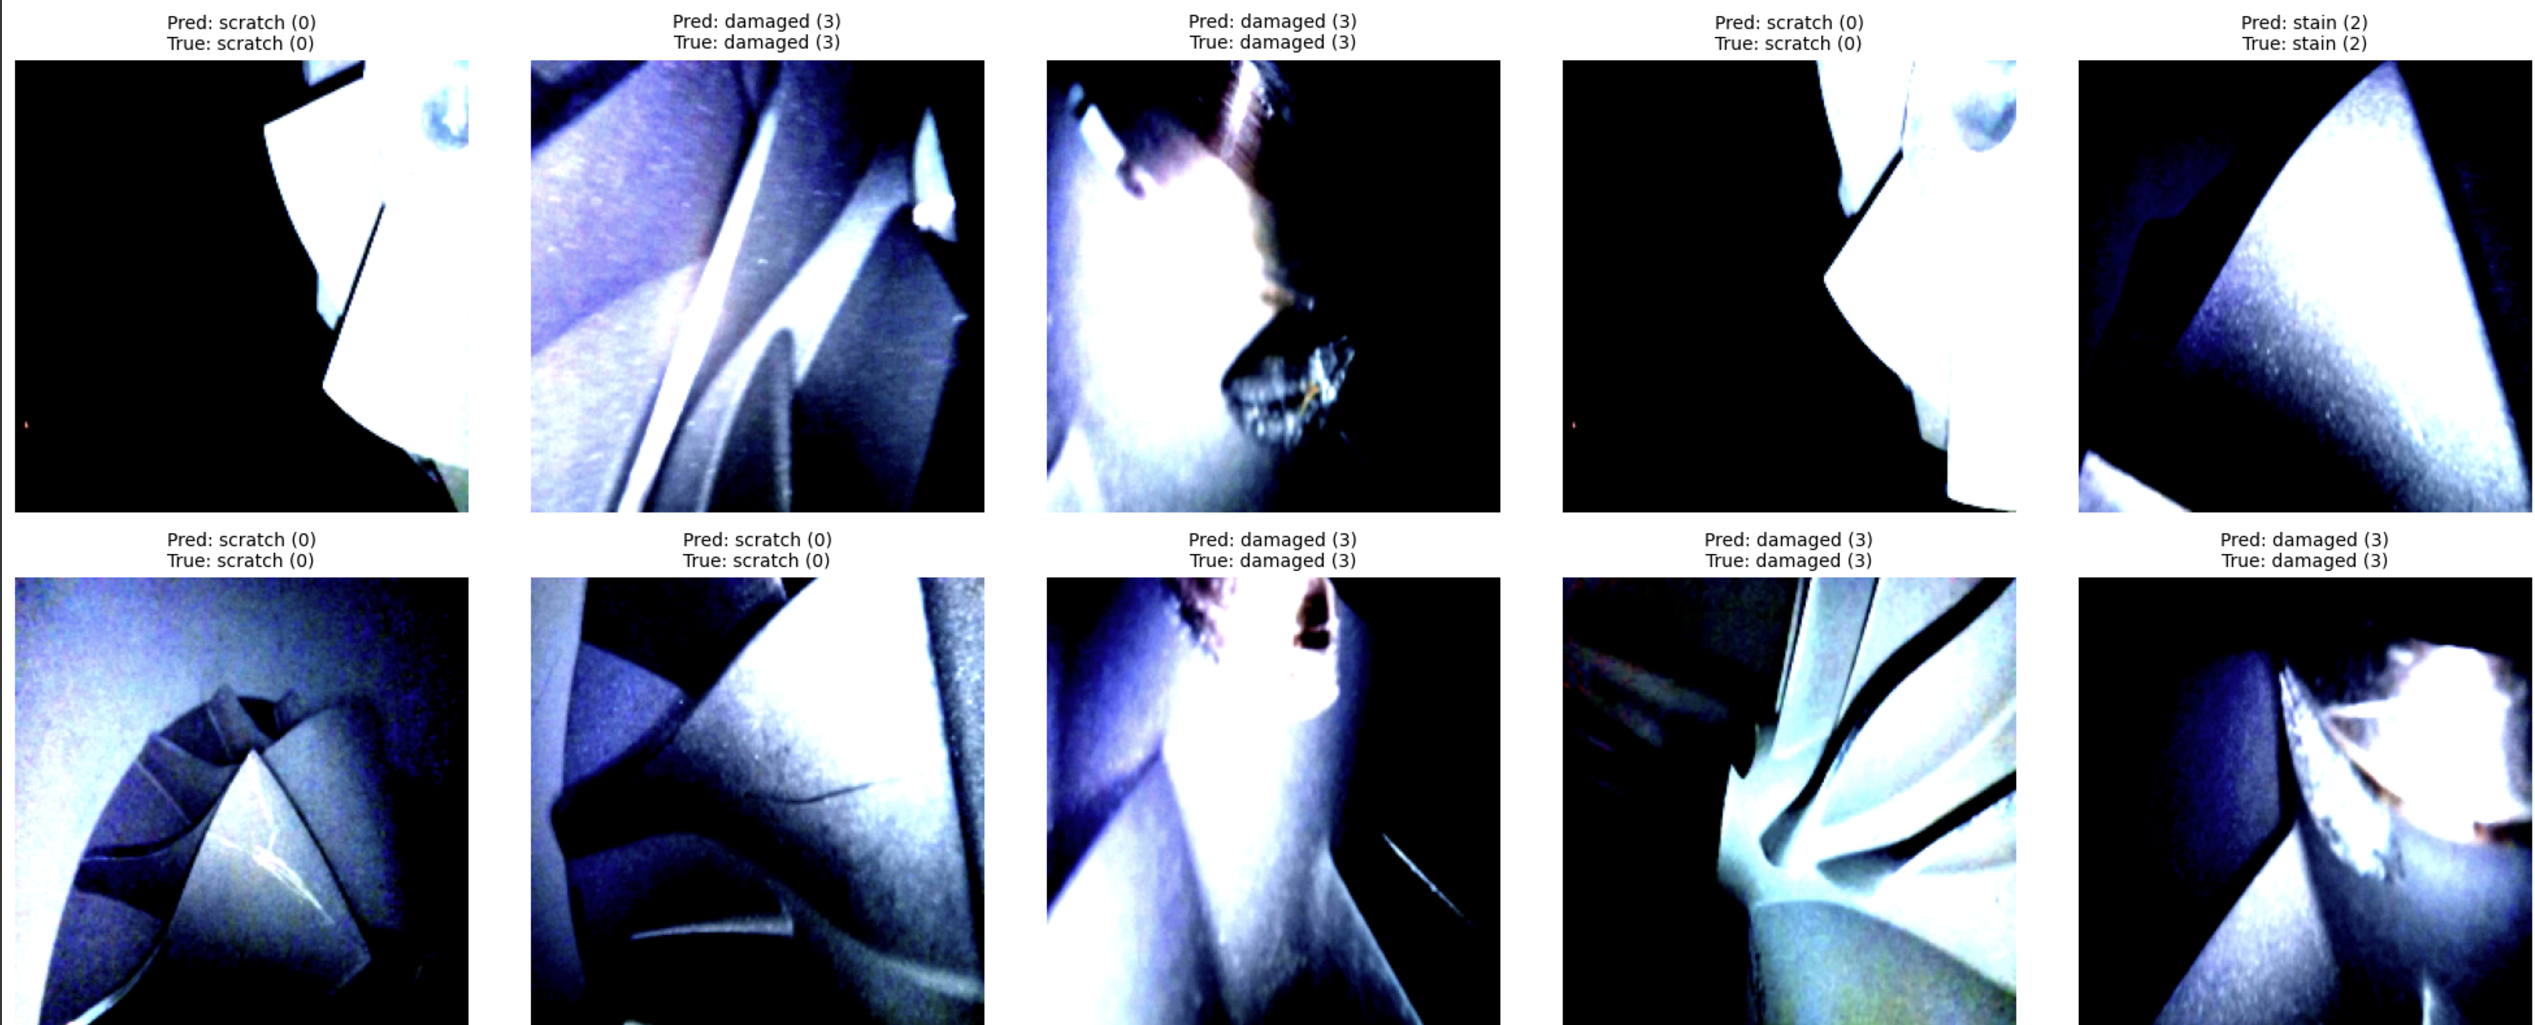 Pred: scratch (0)
True: scratch (0)
Pred: damaged (3)
True: damaged (3)
Pred: damaged (3)
True: damaged (3)
Pred: scratch (0)
True: scratch (0)
Pred: stain (2)
True: stain (2)
Pred: scratch (0)
True: scratch (0)
Pred: scratch (0)
True: scratch (0)
Pred: damaged (3)
True: damaged (3)
Pred: damaged (3)
True: damaged (3)
Pred: damaged (3)
True: damaged (3)